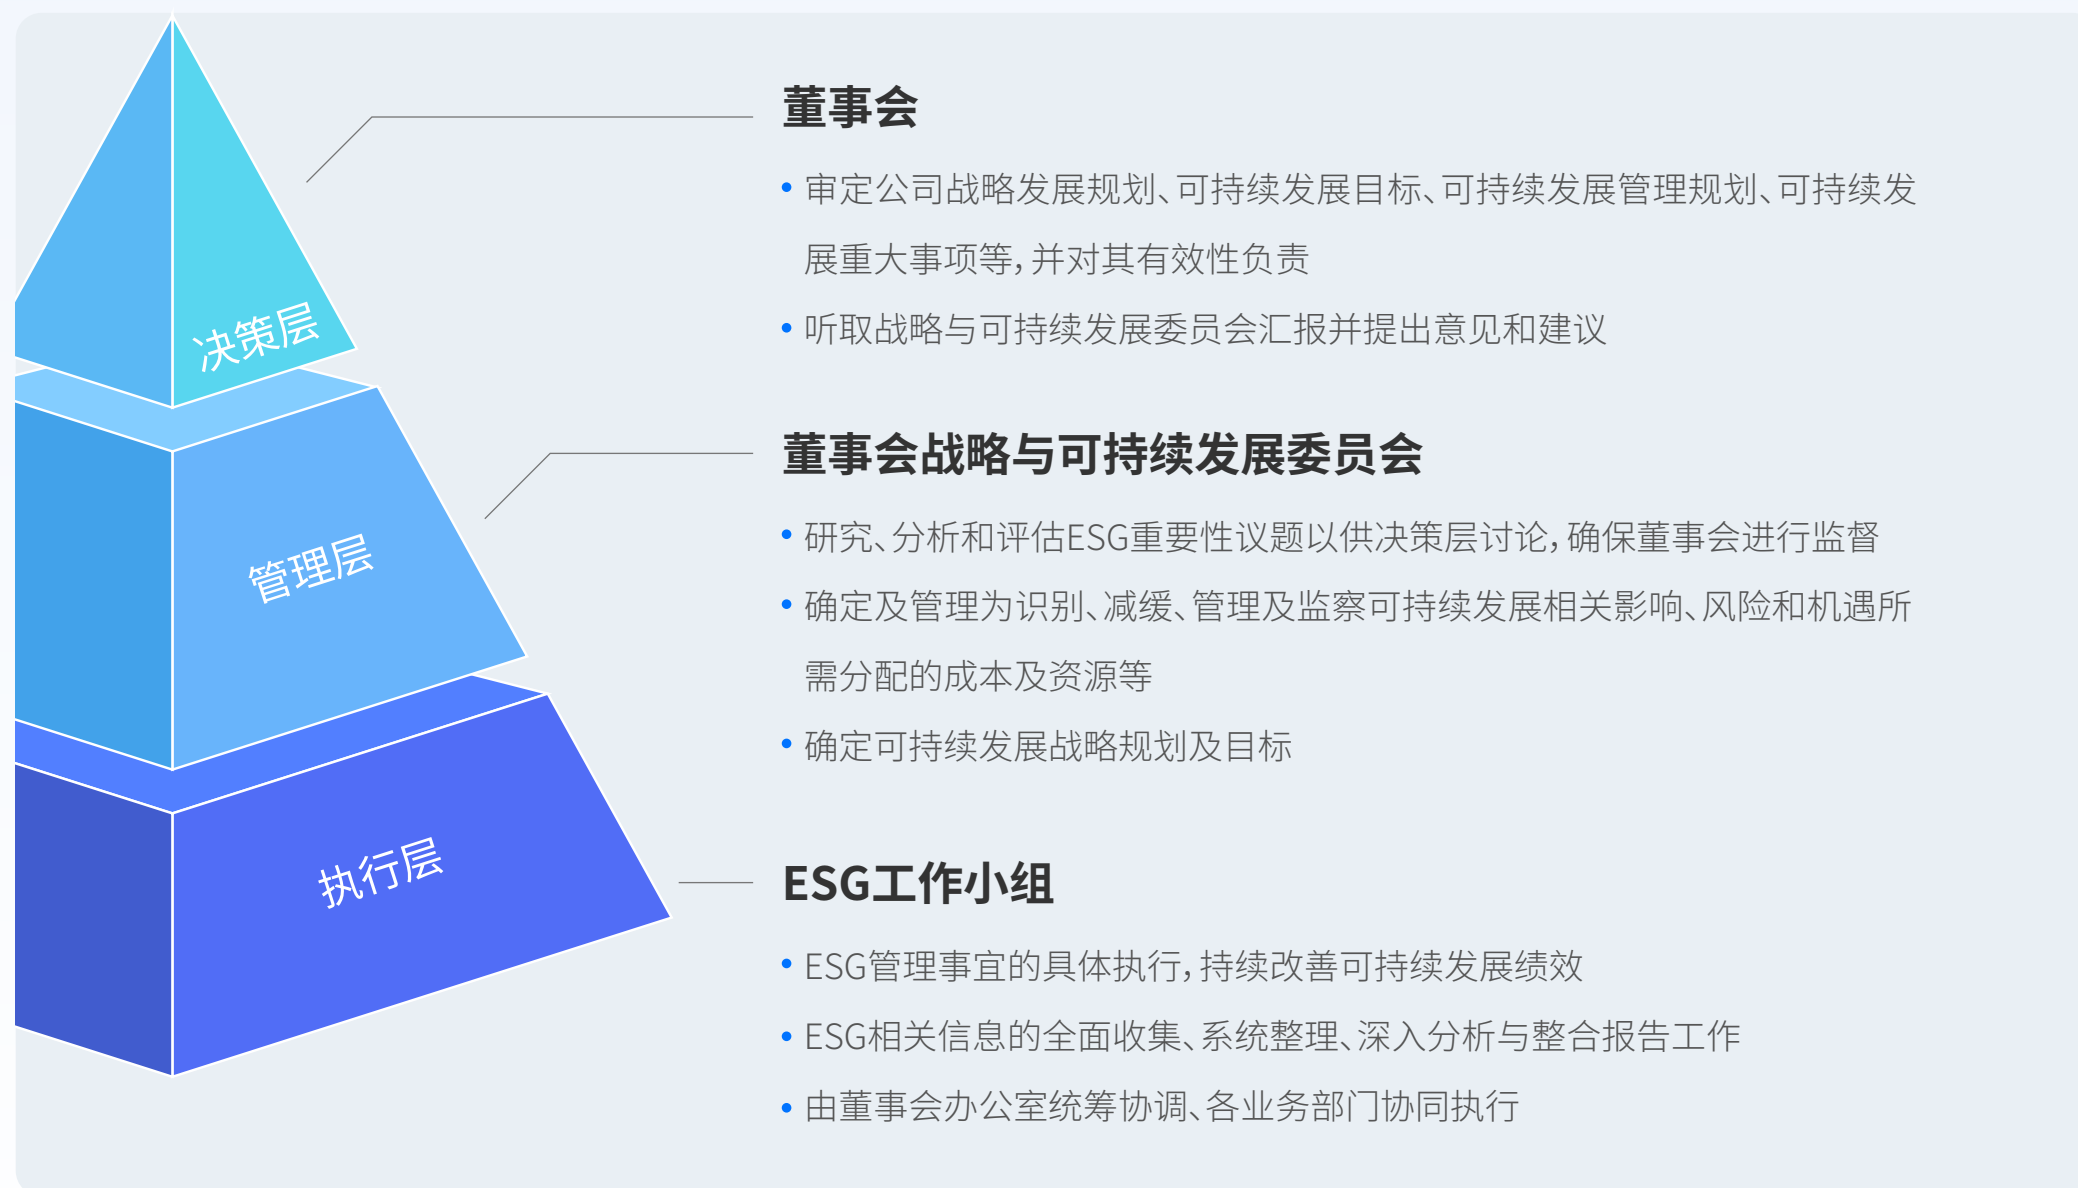 董事会
• 审定公司战略发展规划、可持续发展目标、可持续发展管理规划、可持续发
展重大事项等，并对其有效性负责
• 听取战略与可持续发展委员会汇报并提出意见和建议
决策层
董事会战略与可持续发展委员会
• 研究、分析和评估ESG重要性议题以供决策层讨论，确保董事会进行监督
• 确定及管理为识别、减缓、管理及监察可持续发展相关影响、风险和机遇所
需分配的成本及资源等
• 确定可持续发展战略规划及目标
管理层
ESG工作小组
• ESG管理事宜的具体执行，持续改善可持续发展绩效
• ESG相关信息的全面收集、系统整理、深入分析与整合报告工作
• 由董事会办公室统筹协调、各业务部门协同执行
执行层